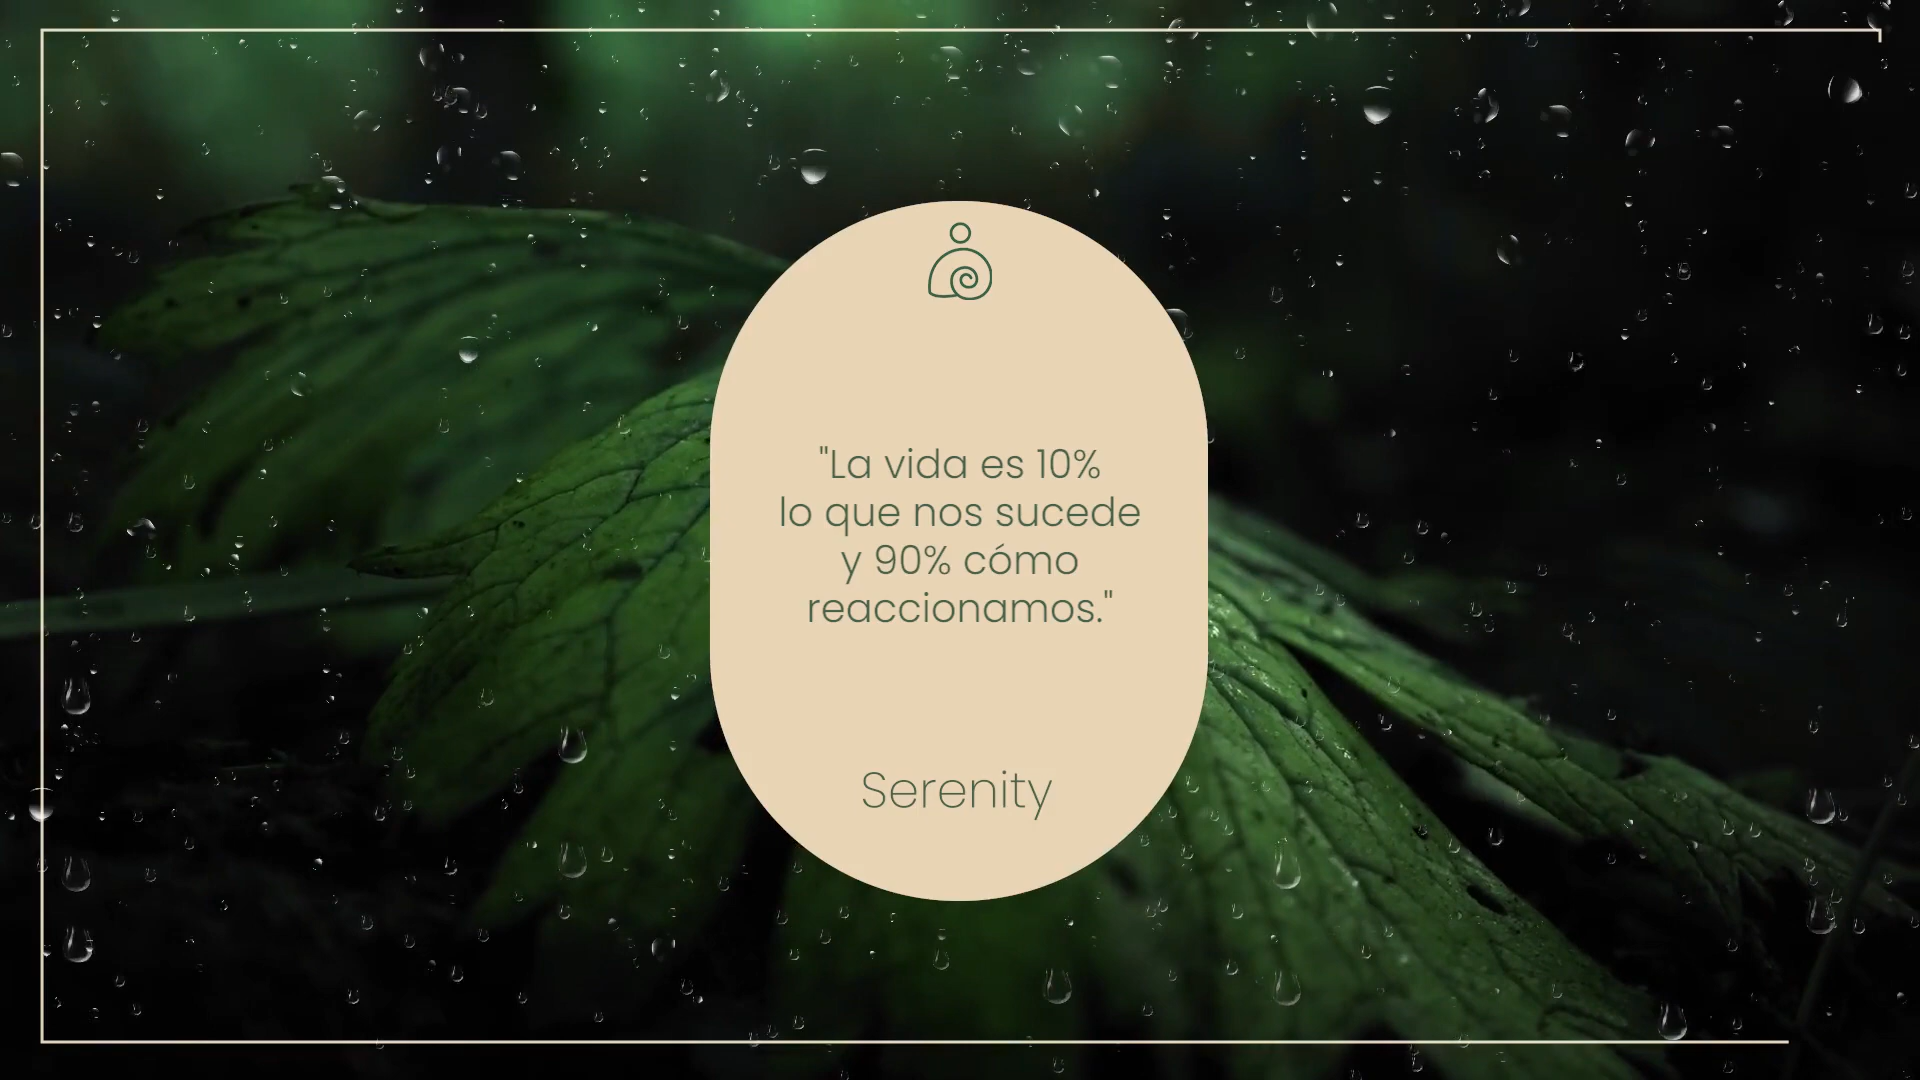 "La vida es 10%
lo que nos sucede
y 90% cómo
reaccionamos."
Serenity